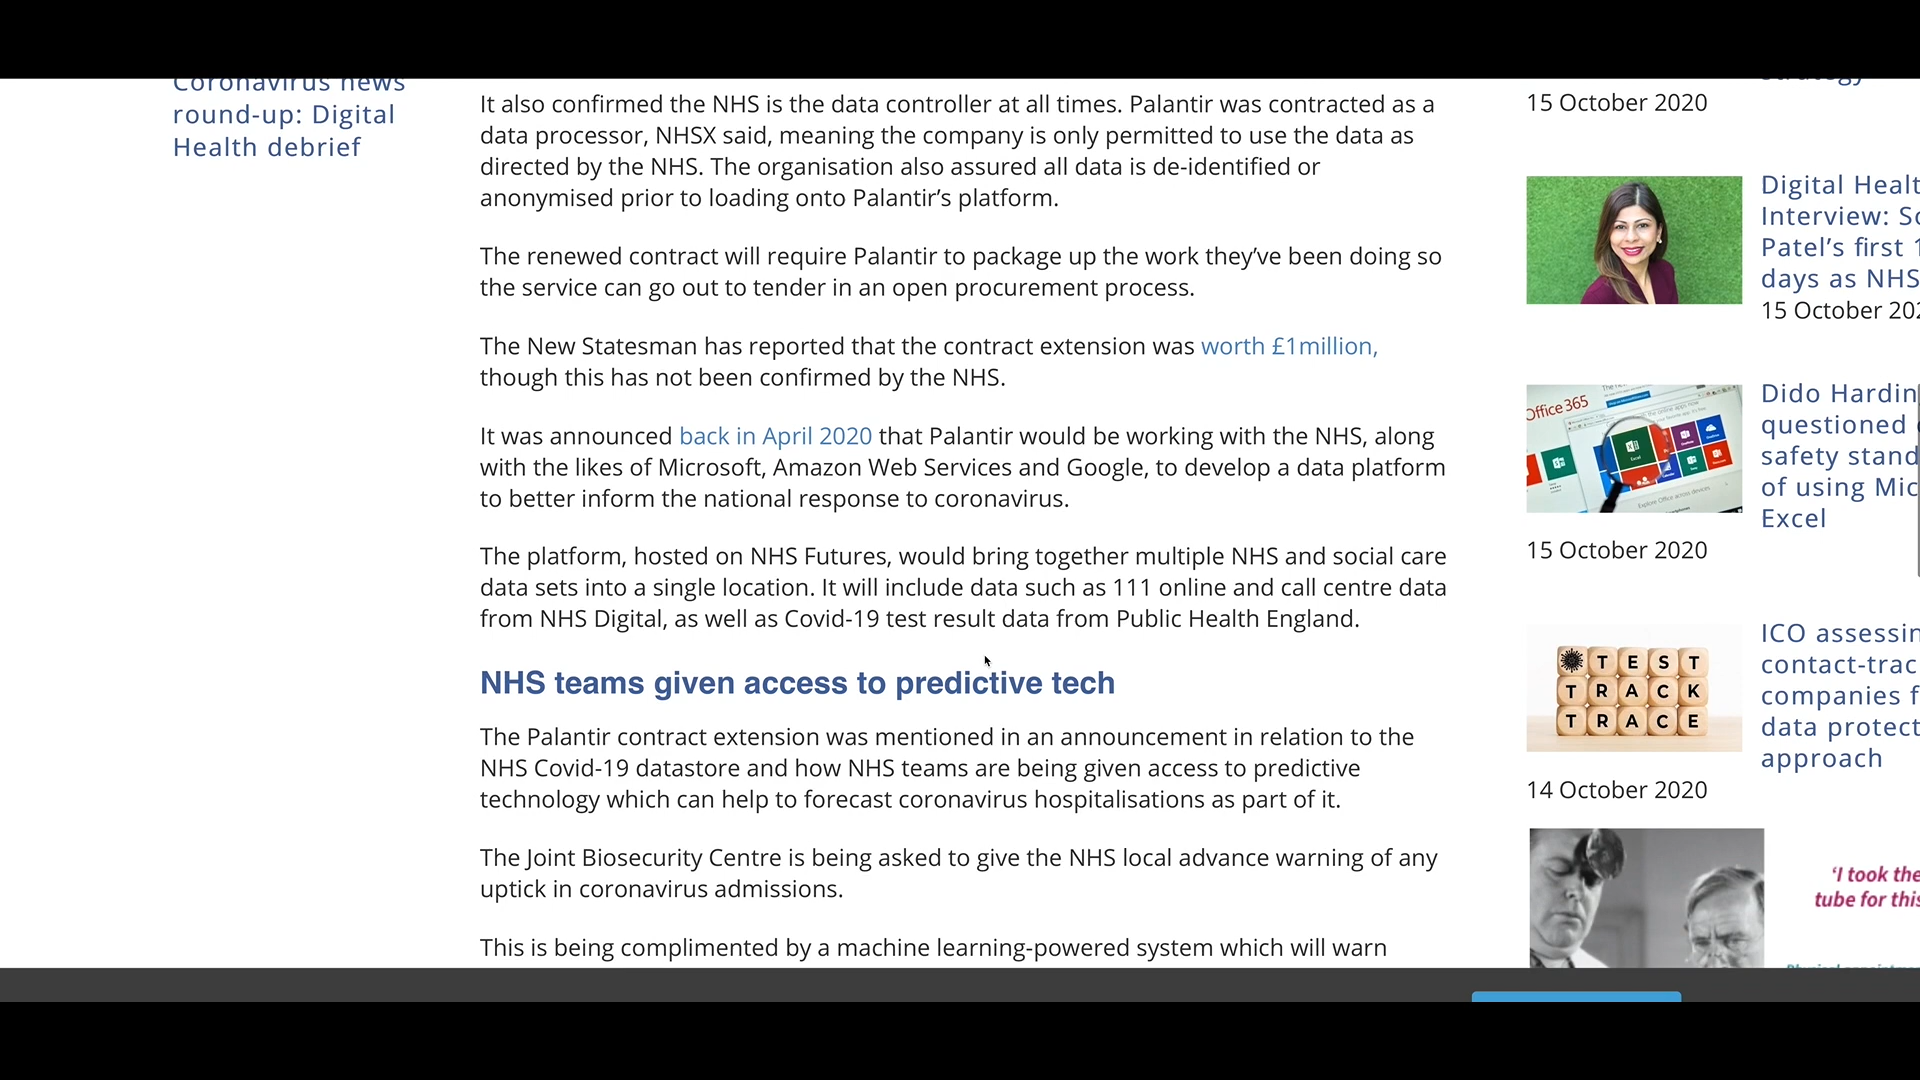 Coronavirus news
round-up: Digital
Health debrief
It also confirmed the NHS is the data controller at all times. Palantir was contracted as a
data processor, NHSX said, meaning the company is only permitted to use the data as
directed by the NHS. The organisation also assured all data is de-identified or
anonymised prior to loading onto Palantir’s platform.
The renewed contract will require Palantir to package up the work they’ve been doing so
the service can go out to tender in an open procurement process.
The New Statesman has reported that the contract extension was worth £1million,
though this has not been confirmed by the NHS.
It was announced back in April 2020 that Palantir would be working with the NHS, along
with the likes of Microsoft, Amazon Web Services and Google, to develop a data platform
to better inform the national response to coronavirus.
The platform, hosted on NHS Futures, would bring together multiple NHS and social care
data sets into a single location. It will include data such as 111 online and call centre data
from NHS Digital, as well as Covid-19 test result data from Public Health England.
NHS teams given access to predictive tech
The Palantir contract extension was mentioned in an announcement in relation to the
NHS Covid-19 datastore and how NHS teams are being given access to predictive
technology which can help to forecast coronavirus hospitalisations as part of it.
The Joint Biosecurity Centre is being asked to give the NHS local advance warning of any
uptick in coronavirus admissions.
This is being complimented by a machine learning-powered system which will warn
15 October 2020
Digital Healt
Interview: So
Patel’s first 1
days as NHS
15 October 202
Office 365
Excel
Explore Office across devices
Dido Hardin
questioned
safety stand
of using Mic
Excel
15 October 2020
TEST
TRACK
TRACE
ICO assessin
contact-trac
companies f
data protect
approach
14 October 2020
‘I took the
tube for this